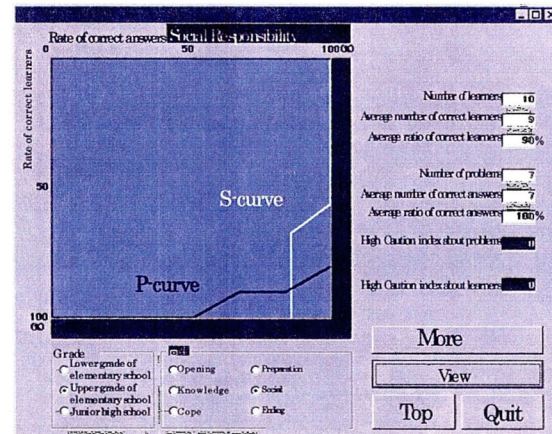 Rate of correct answers Social Responsibility
0 50 100
Rate of correct learners
50
S-curve
P-curve
100
Number of learners 10
Average number of correct learners 9
Average ratio of correct learners 90%
Number of problems 7
Average number of correct answers 7
Average ratio of correct answers 100%
High Caution index about problems 0
High Caution index about learners 0
More
View
Top Quit
Grade
Lower grade of
elementary school
Upper grade of
elementary school
Junior high school
Opening Preparation
Knowledge Social
Cope Ending